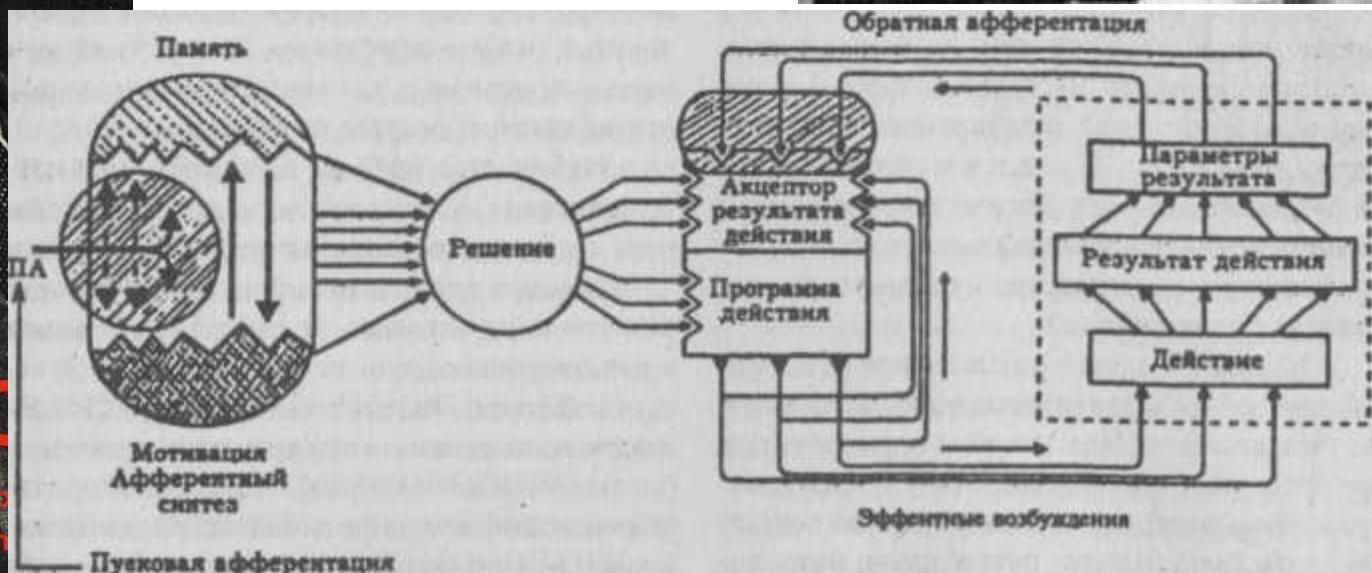 Обратная афферентация
Память
Параметры
результата
Акцептор
результата
действия
Решение
Результат действия
ПА
Программа
действия
Действие
Мотивация
Афферентный
синтез
Эффентные возбуждения
Пусковая афферентация